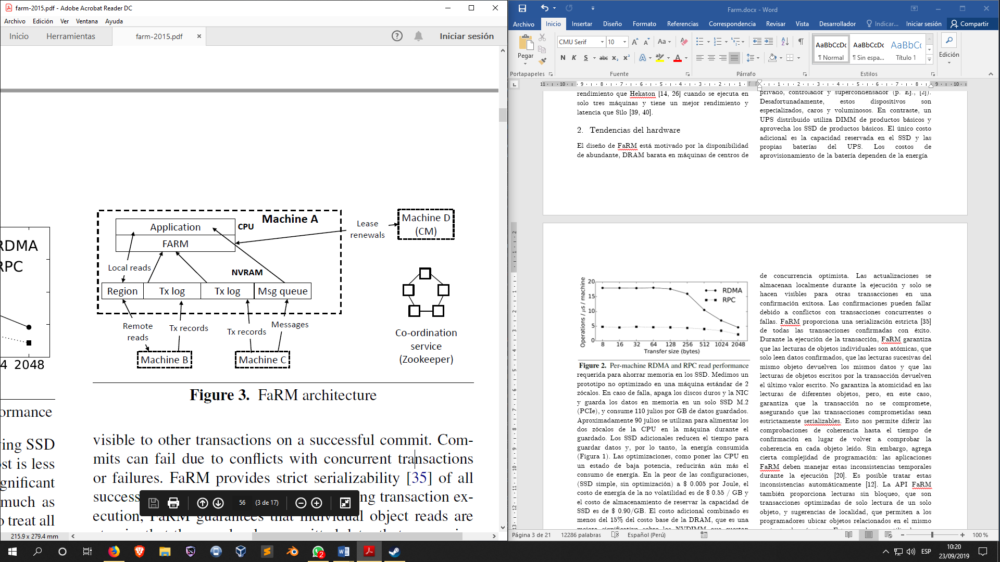 farm-2015.pdf - Adobe Acrobat Reader DC
Archivo Edición Ver Ventana Ayuda
Inicio Herramientas farm-2015.pdf Iniciar sesión
RDMA
RPC
4 2048
ormance
ing SSD
st is less
gnificant
much as
treat all
Machine A
Application
CPU
FARM
Local reads
NVRAM
Region Tx log Tx log Msg queue
Remote
reads
Tx records
Tx records
Messages
Machine B Machine C
Lease
renewals
Machine D
(CM)
Co-ordination
service
(Zookeeper)
Figure 3. FaRM architecture
visible to other transactions on a successful commit. Com-
mits can fail due to conflicts with concurrent transactions
or failures. FaRM provides strict serializability [35] of all
success ng transaction ex-
ecution, FaRM guarantees that individual object reads are
56 (3 de 17)
215.9 x 279.4 mm
Farm.docx - Word
Archivo Inicio Insertar Diseño Formato Referencias Correspondencia Revisar Vista Desarrollador Indicar... Iniciar sesión Compartir
Pegar
CMU Serif 10
N K S abc x₂ x²
AaBbCcDc AaBbCcDc AaBbCc
¶ Normal ¶ Sin espa... Título 1
Edición
Portapapeles Fuente Párrafo Estilos
rendimiento que Hekaton [14, 26] cuando se ejecuta en
solo tres máquinas y tiene un mejor rendimiento y
latencia que Silo [39, 40].
2. Tendencias del hardware
El diseño de FaRM está motivado por la disponibilidad
de abundante, DRAM barata en máquinas de centros de
privado, controlador y supercondensador (p. Ej., [2]).
Desafortunadamente, estos dispositivos son
especializados, caros y voluminosos. En contraste, un
UPS distribuido utiliza DIMM de productos básicos y
aprovecha los SSD de productos básicos. El único costo
adicional es la capacidad reservada en el SSD y las
propias baterías del UPS. Los costos de
aprovisionamiento de la batería dependen de la energía
Operations / µs / machine
20
15
10
5
0
RDMA
RPC
8 16 32 64 128 256 512 1024 2048
Transfer size (bytes)
Figure 2. Per-machine RDMA and RPC read performance
requerida para ahorrar memoria en los SSD. Medimos un
prototipo no optimizado en una máquina estándar de 2
zócalos. En caso de falla, apaga los discos duros y la NIC
y guarda los datos en memoria en un solo SSD M.2
(PCIe), y consume 110 julios por GB de datos guardados.
Aproximadamente 90 julios se utilizan para alimentar los
dos zócalos de la CPU en la máquina durante el
guardado. Los SSD adicionales reducen el tiempo para
guardar datos y, por lo tanto, la energía consumida
(Figura 1). Las optimizaciones, como poner las CPU en
un estado de baja potencia, reducirán aún más el
consumo de energía. En la peor de las configuraciones,
(SSD simple, sin optimización) a $ 0.005 por Joule, el
costo de energía de la no volatilidad es de $ 0.55 / GB y
el costo de almacenamiento de reservar la capacidad de
SSD es de $ 0.90/GB. El costo adicional combinado es
menos del 15% del costo base de la DRAM, que es una
mejora significativa sobre los NVDIMM que cuestan
de concurrencia optimista. Las actualizaciones se
almacenan localmente durante la ejecución y solo se
hacen visibles para otras transacciones en una
confirmación exitosa. Las confirmaciones pueden fallar
debido a conflictos con transacciones concurrentes o
fallas. FaRM proporciona una serialización estricta [35]
de todas las transacciones confirmadas con éxito.
Durante la ejecución de la transacción, FaRM garantiza
que las lecturas de objetos individuales son atómicas, que
solo leen datos confirmados, que las lecturas sucesivas del
mismo objeto devuelven los mismos datos y que las
lecturas de objetos escritos por la transacción devuelven
el último valor escrito. No garantiza la atomicidad en las
lecturas de diferentes objetos, pero, en este caso,
garantiza que la transacción no se compromete,
asegurando que las transacciones comprometidas sean
estrictamente serializables. Esto nos permite diferir las
comprobaciones de coherencia hasta el tiempo de
confirmación en lugar de volver a comprobar la
coherencia en cada objeto leído. Sin embargo, agrega
cierta complejidad de programación: las aplicaciones
FaRM deben manejar estas inconsistencias temporales
durante la ejecución [20]. Es posible tratar estas
inconsistencias automáticamente [12]. La API FaRM
también proporciona lecturas sin bloqueo, que son
transacciones optimizadas de solo lectura de un solo
objeto, y sugerencias de localidad, que permiten a los
programadores ubicar objetos relacionados en el mismo
Página 3 de 21 12286 palabras Español (Perú) 100 %
2
ESP
10:20
23/09/2019